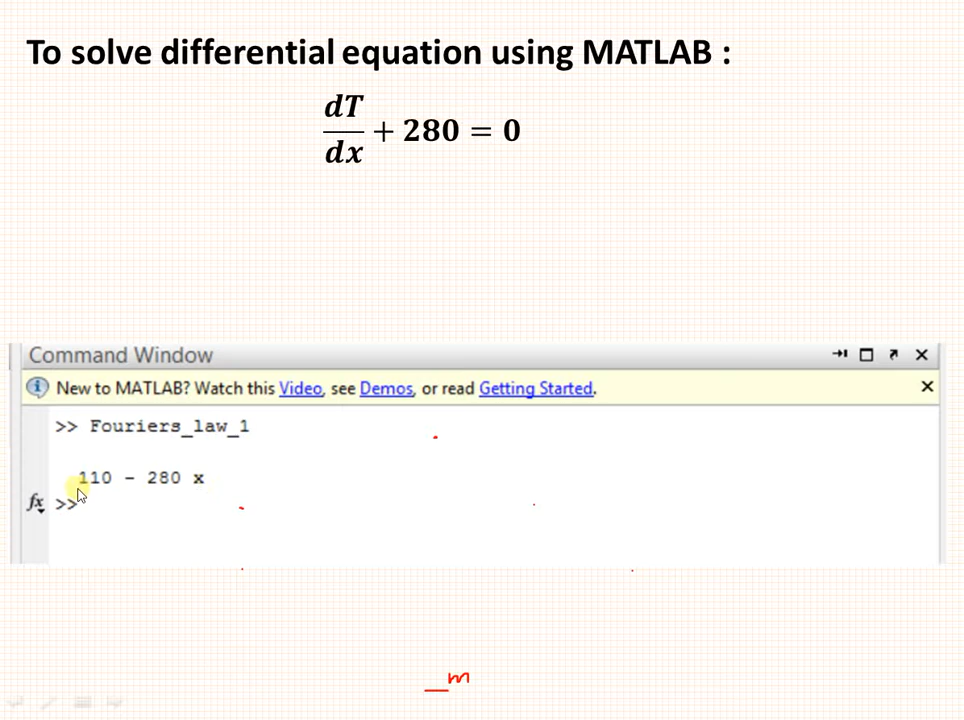 To solve differential equation using MATLAB :
dT/dx + 280 = 0
Command Window
New to MATLAB? Watch this Video, see Demos, or read Getting Started.
>> Fouriers_law_1
110 - 280 x
fx >>
m